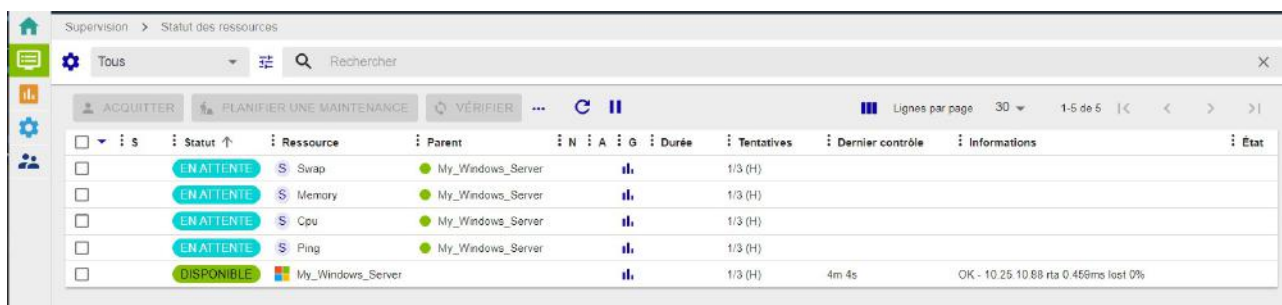 Supervision > Statut des ressources
Tous Rechercher
ACQUITTER PLANIFIER UNE MAINTENANCE VÉRIFIER ... Lignes par page 30 1-5 de 5
S Statut Ressource Parent N A G Durée Tentatives Dernier contrôle Informations État
EN ATTENTE S Swap My_Windows_Server 1/3 (H)
EN ATTENTE S Memory My_Windows_Server 1/3 (H)
EN ATTENTE S Cpu My_Windows_Server 1/3 (H)
EN ATTENTE S Ping My_Windows_Server 1/3 (H)
DISPONIBLE My_Windows_Server 1/3 (H) 4m 4s OK - 10.25.10.88 rta 0.459ms lost 0%